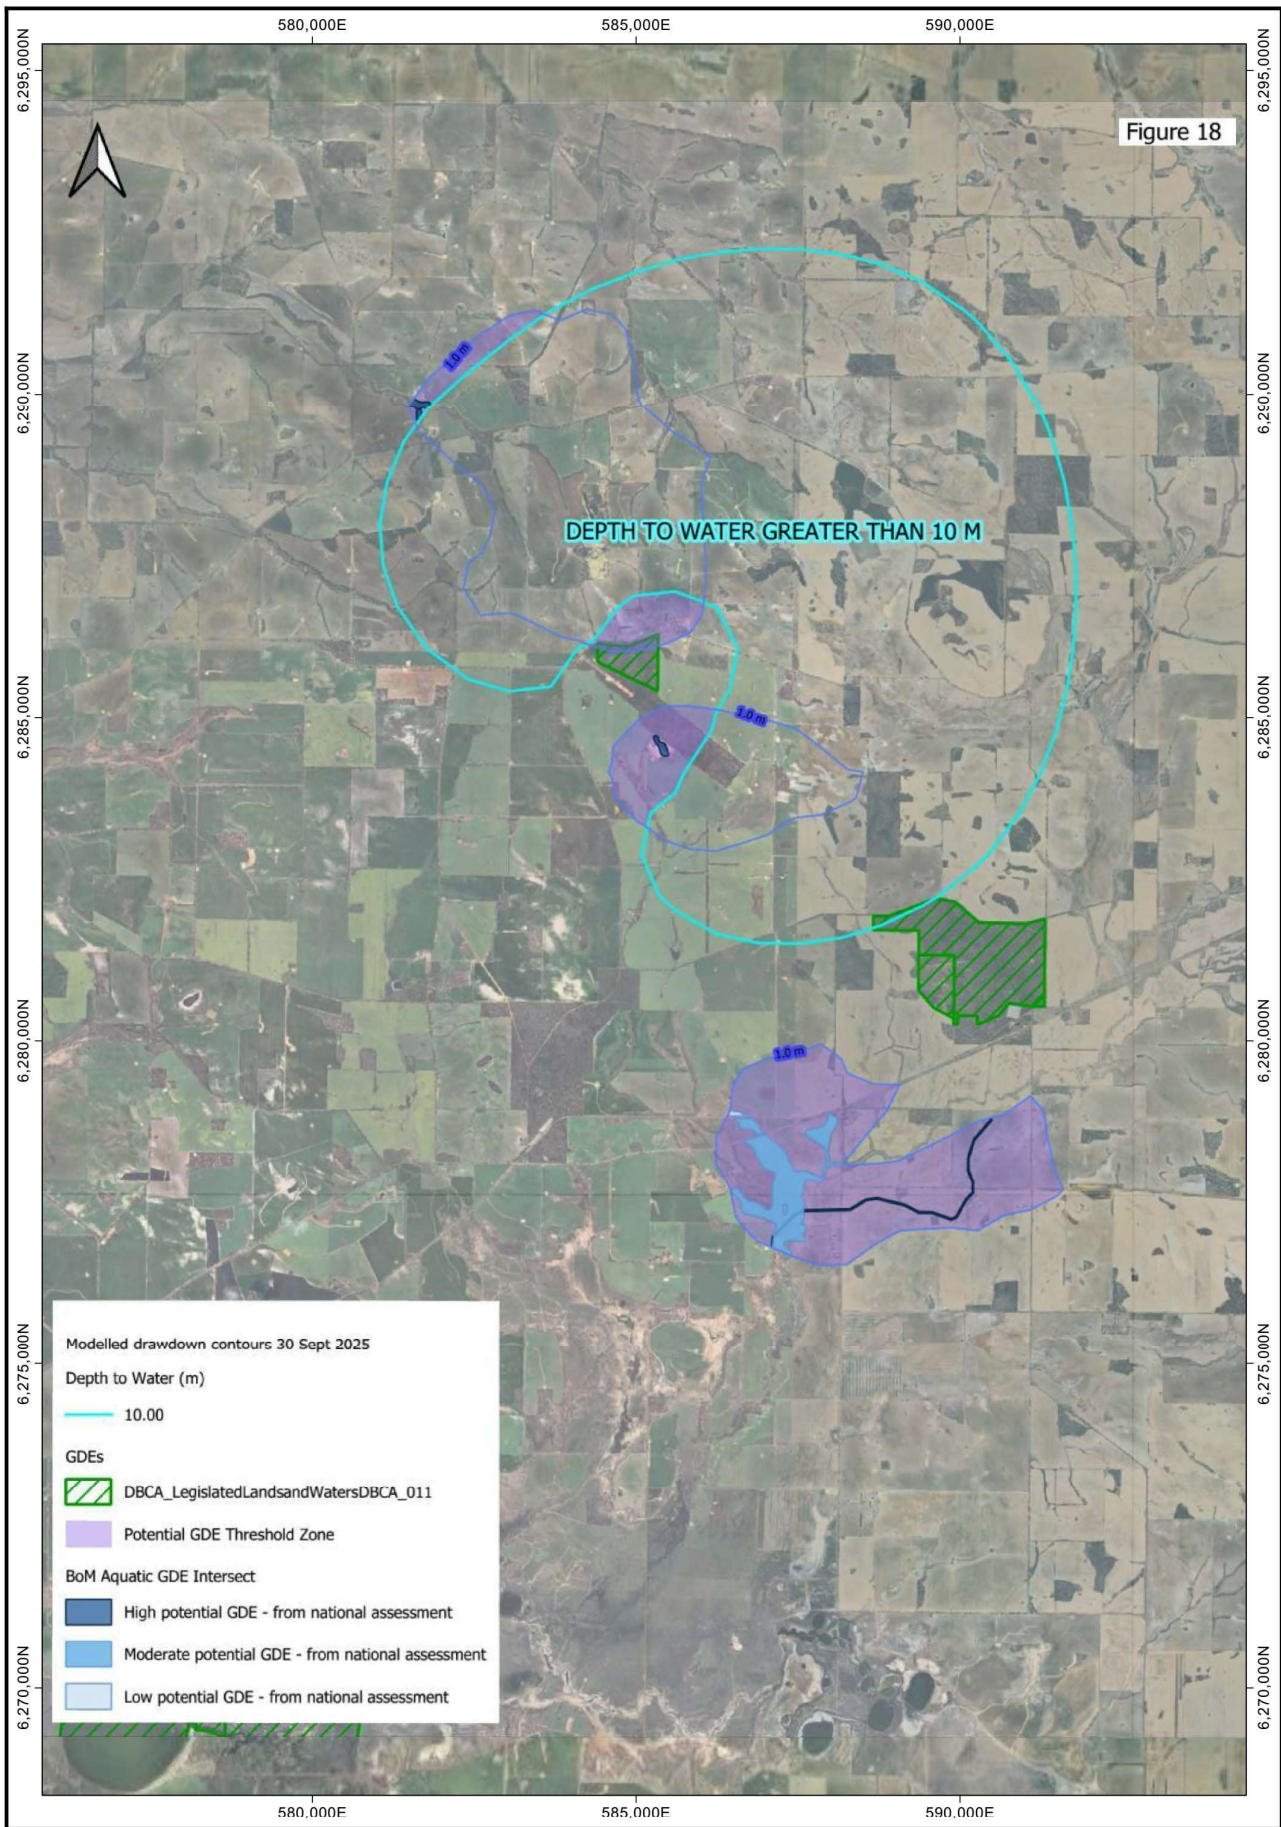 580,000E
585,000E
590,000E
6,295,000N
6,295,000N
Figure 18
1.0 m
6,290,000N
6,290,000N
DEPTH TO WATER GREATER THAN 10 M
6,285,000N
1.0 m
6,285,000N
6,280,000N
1.0 m
6,280,000N
Modelled drawdown contours 30 Sept 2025
Depth to Water (m)
10.00
GDEs
DBCA_LegislatedLandsandWatersDBCA_011
Potential GDE Threshold Zone
BoM Aquatic GDE Intersect
High potential GDE - from national assessment
Moderate potential GDE - from national assessment
Low potential GDE - from national assessment
6,275,000N
6,275,000N
6,270,000N
6,270,000N
580,000E
585,000E
590,000E